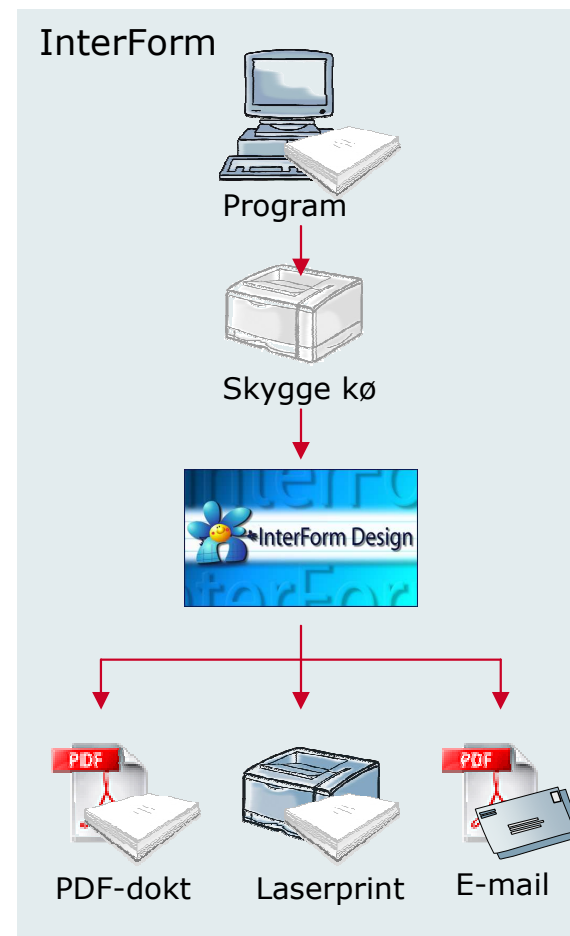 InterForm
Program
Skygge kø
InterForm Design
PDF
PDF
PDF-dokt
Laserprint
E-mail